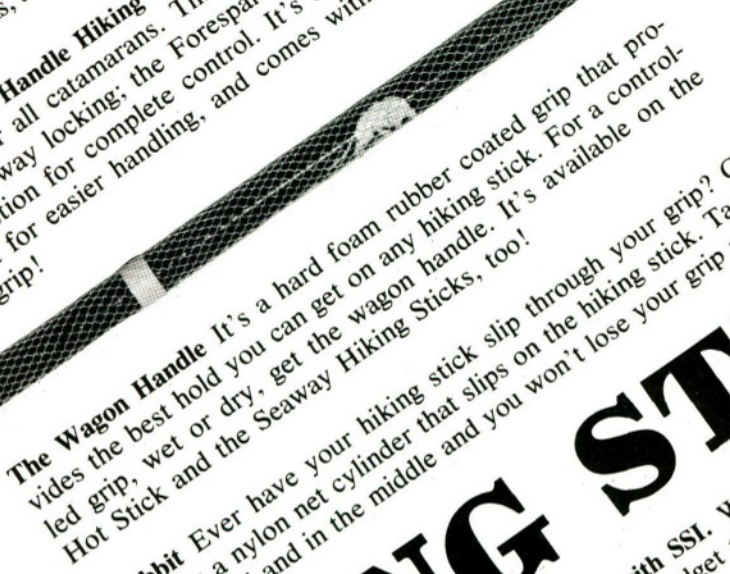 Handle Hiking
all catamarans.
way locking; the Forespar
for complete control. It's
for easier handling, and comes with
grip!
The Wagon Handle It's a hard foam rubber coated grip that pro-
vides the best hold you can get on any hiking stick. For a control-
led grip, wet or dry, get the wagon handle. It's available on the
Hot Stick and the Seaway Hiking Sticks, too!
Ever have your hiking stick slip through your grip?
a nylon net cylinder that slips on the hiking stick.
and in the middle and you won't lose your grip
NG ST
SSI.